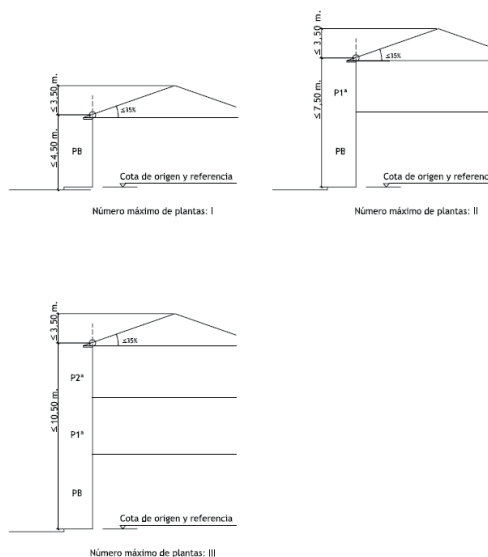 ≤ 3,50 m.
≤ 4,50 m.
≤35%
PB
Cota de origen y referencia
Número máximo de plantas: I
≤ 3,50 m.
≤ 7,50 m.
≤35%
P1ª
PB
Cota de origen y referenc
Número máximo de plantas: II
≤ 3,50 m.
≤ 10,50 m.
≤35%
P2ª
P1ª
PB
Cota de origen y referencia
Número máximo de plantas: III